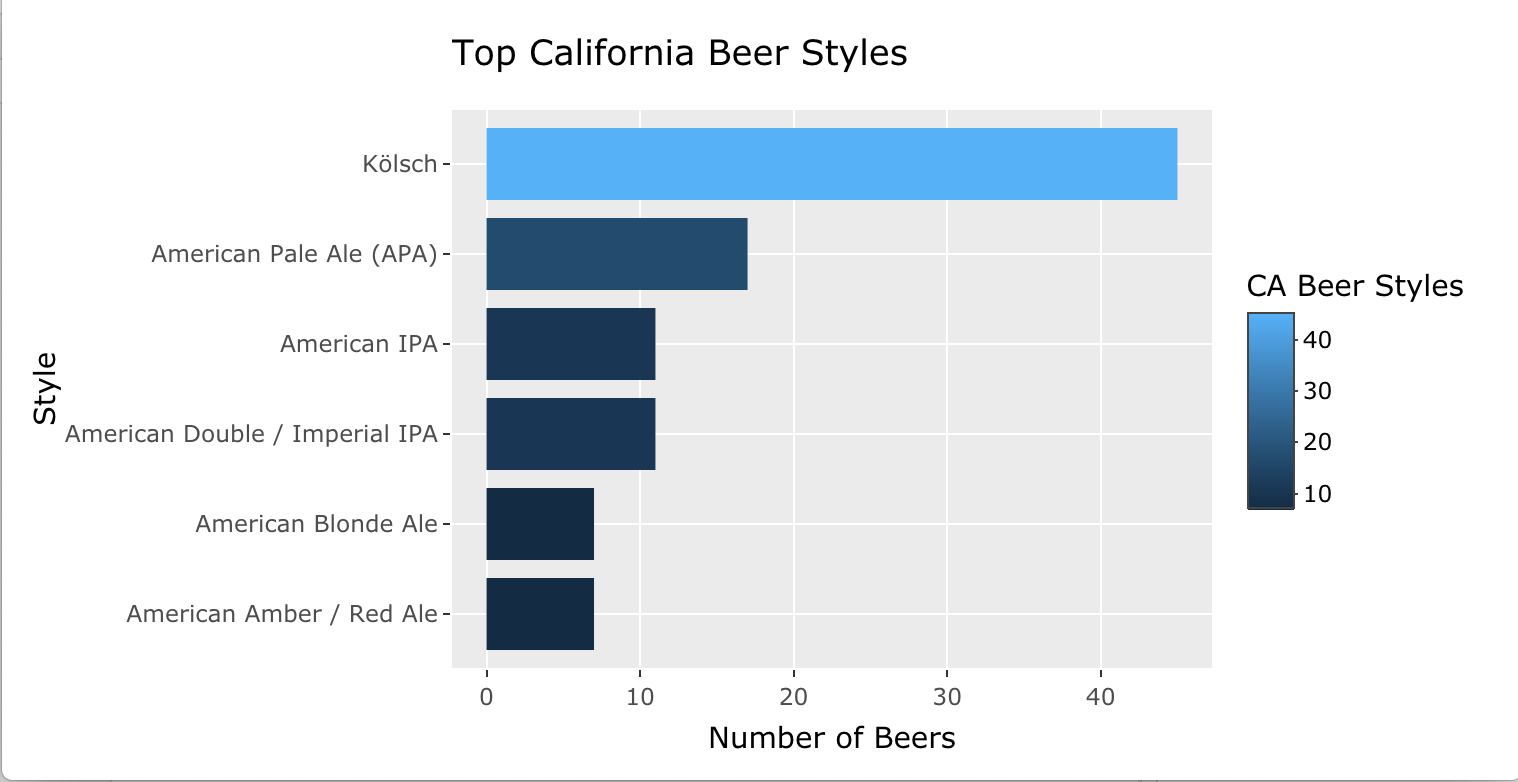 Top California Beer Styles
Kölsch
American Pale Ale (APA)
American IPA
American Double / Imperial IPA
American Blonde Ale
American Amber / Red Ale
Style
0 10 20 30 40
Number of Beers
CA Beer Styles
40
30
20
10